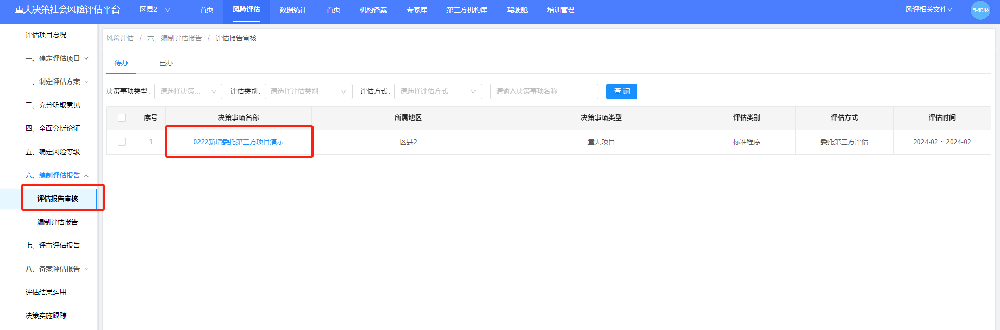 重大决策社会风险评估平台 区县2 首页 风险评估 数据统计 首页 机构备案 专家库 第三方机构库 驾驶舱 培训管理 风评相关文件 毛积彤
评估项目总况
一、确定评估项目
二、制定评估方案
三、充分听取意见
四、全面分析论证
五、确定风险等级
六、编制评估报告
评估报告审核
编制评估报告
七、评审评估报告
八、备案评估报告
评估结果运用
决策实施跟踪
风险评估 / 六、编制评估报告 / 评估报告审核
待办 已办
决策事项类型: 请选择决策... 评估类别: 请选择评估类别 评估方式: 请选择评估方式 请输入决策事项名称 查 询
序号 决策事项名称 所属地区 决策事项类型 评估类别 评估方式 评估时间
1 0222新增委托第三方项目演示 区县2 重大项目 标准程序 委托第三方评估 2024-02 ~ 2024-02